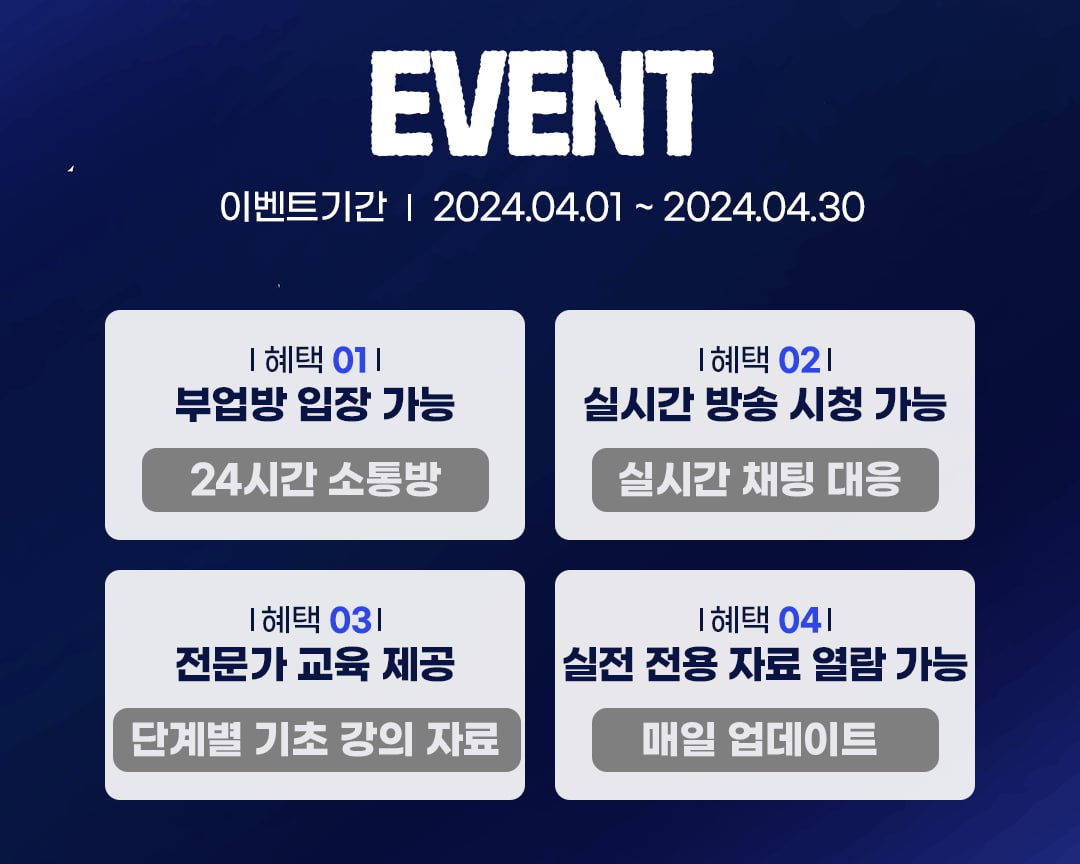 EVENT
이벤트기간 | 2024.04.01 ~ 2024.04.30
| 혜택 01 |
부업방 입장 가능
24시간 소통방
| 혜택 02 |
실시간 방송 시청 가능
실시간 채팅 대응
| 혜택 03 |
전문가 교육 제공
단계별 기초 강의 자료
| 혜택 04 |
실전 전용 자료 열람 가능
매일 업데이트